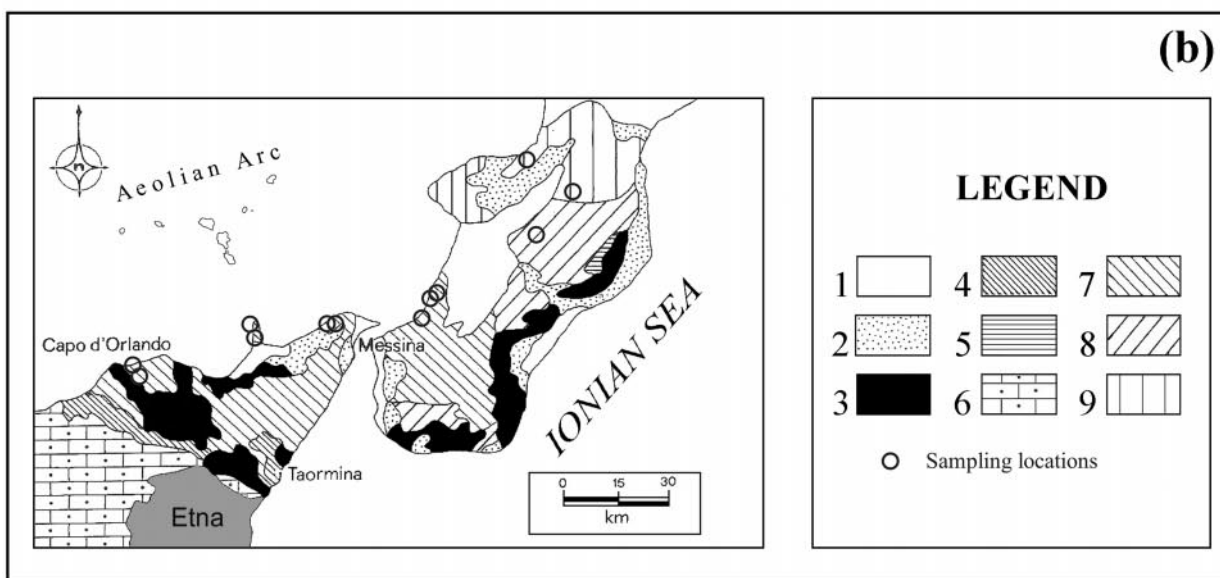 (b)
n
Aeolian Arc
Capo d'Orlando
Messina
IONIAN SEA
Taormina
Etna
0 15 30
km
LEGEND
1 4 7
2 5 8
3 6 9
Sampling locations